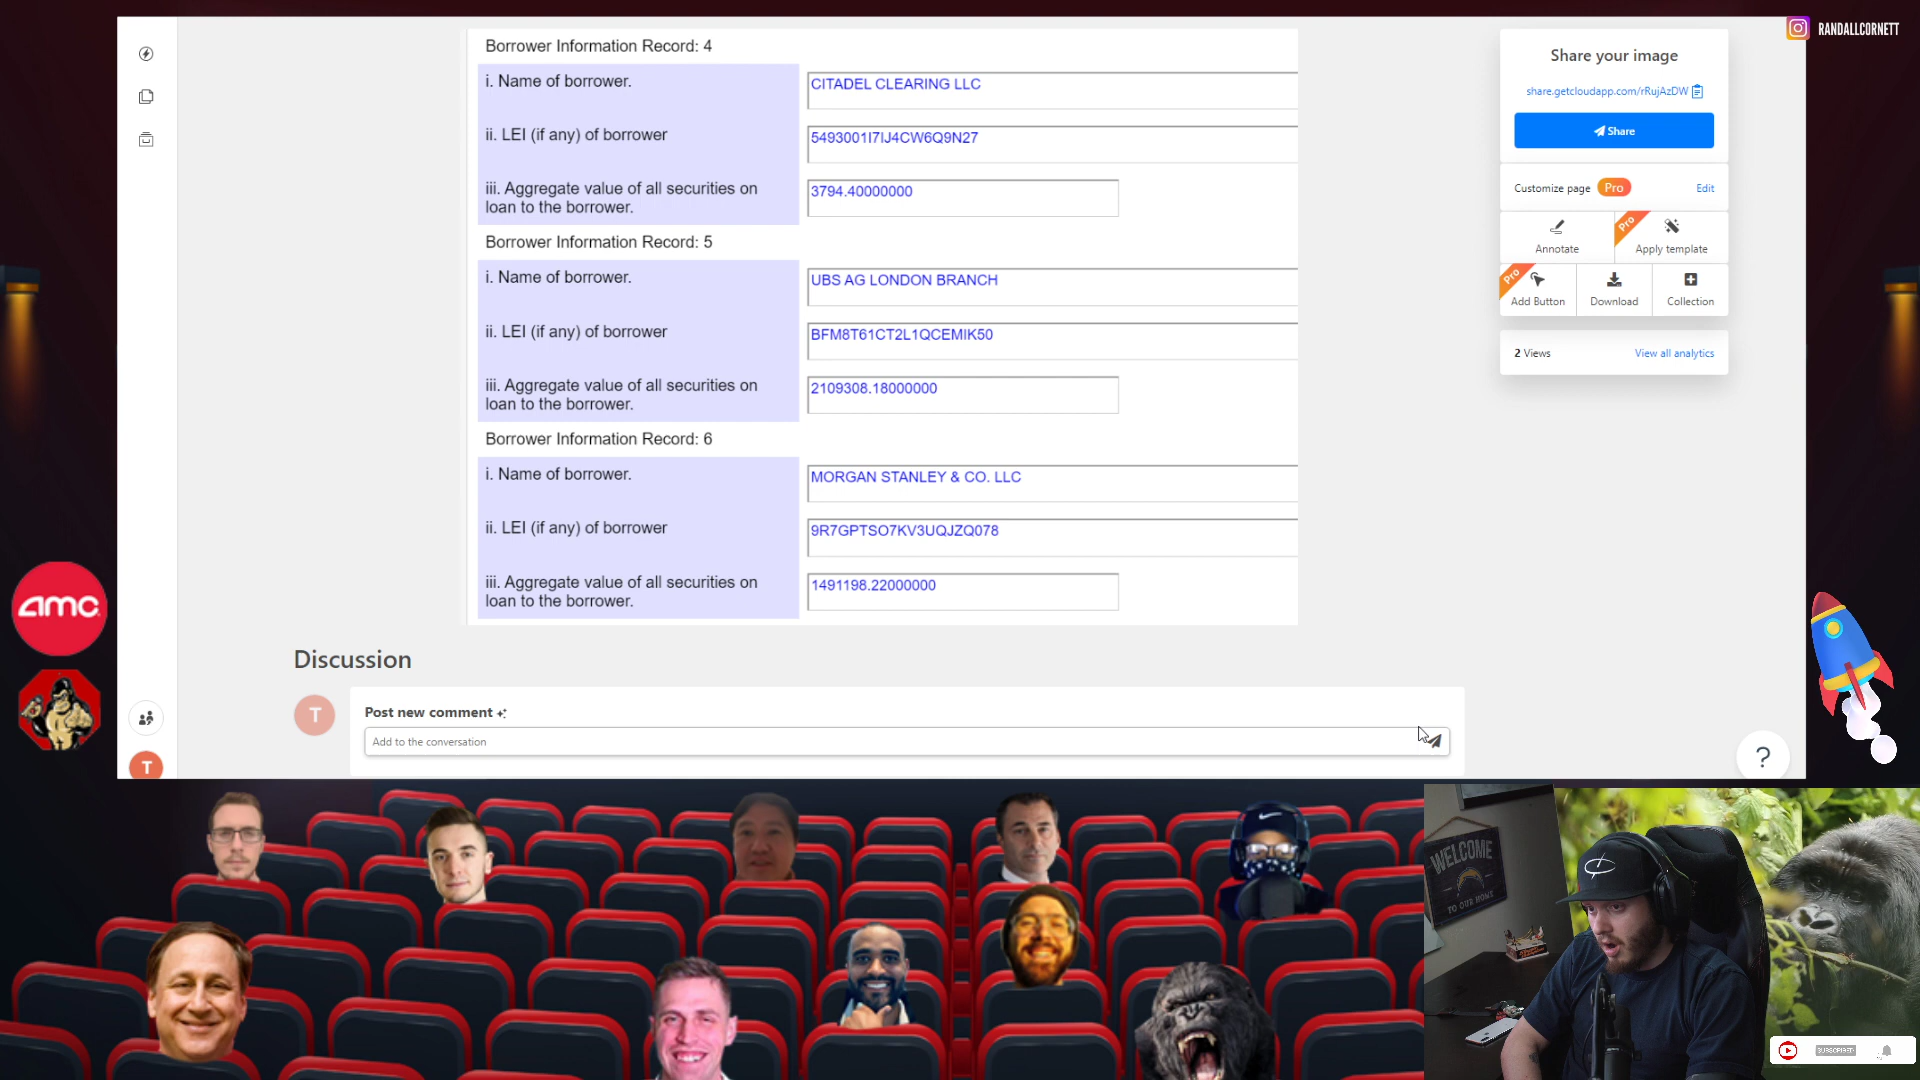 RANDALLCORNETT
Borrower Information Record: 4
i. Name of borrower.
CITADEL CLEARING LLC
ii. LEI (if any) of borrower
5493001I7IJ4CW6Q9N27
iii. Aggregate value of all securities on
loan to the borrower.
3794.40000000
Borrower Information Record: 5
i. Name of borrower.
UBS AG LONDON BRANCH
ii. LEI (if any) of borrower
BFM8T61CT2L1QCEMIK50
iii. Aggregate value of all securities on
loan to the borrower.
2109308.18000000
Borrower Information Record: 6
i. Name of borrower.
MORGAN STANLEY & CO. LLC
ii. LEI (if any) of borrower
9R7GPTSO7KV3UQJZQ078
iii. Aggregate value of all securities on
loan to the borrower.
1491198.22000000
Share your image
share.getcloudapp.com/rRujAzDW
Share
Customize page Pro Edit
Annotate
Pro
Apply template
Pro
Add Button
Download
Collection
2 Views View all analytics
Discussion
T
Post new comment
Add to the conversation
T
?
amc
WELCOME
TO OUR HOME
SUBSCRIBED